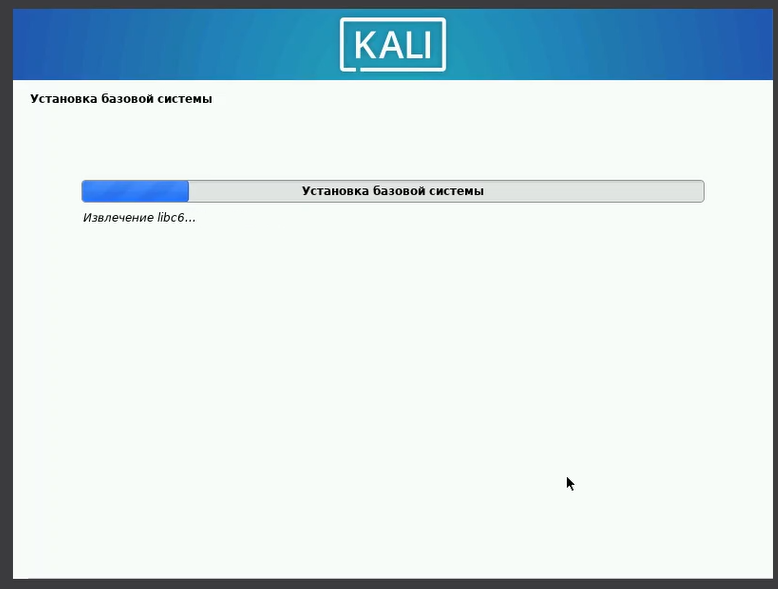 KALI
Установка базовой системы
Установка базовой системы
Извлечение libc6...